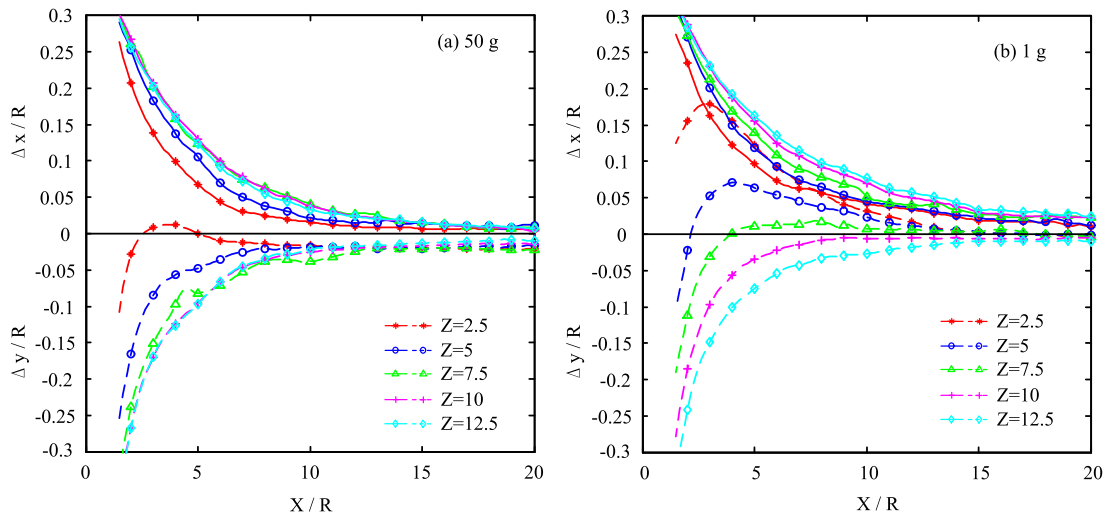 (a) 50 g
Δ x / R
Δ y / R
0.3
0.25
0.2
0.15
0.1
0.05
0
-0.05
-0.1
-0.15
-0.2
-0.25
-0.3
Z=2.5
Z=5
Z=7.5
Z=10
Z=12.5
0 5 10 15 20
X / R
(b) 1 g
Δ x / R
Δ y / R
0.3
0.25
0.2
0.15
0.1
0.05
0
-0.05
-0.1
-0.15
-0.2
-0.25
-0.3
Z=2.5
Z=5
Z=7.5
Z=10
Z=12.5
0 5 10 15 20
X / R